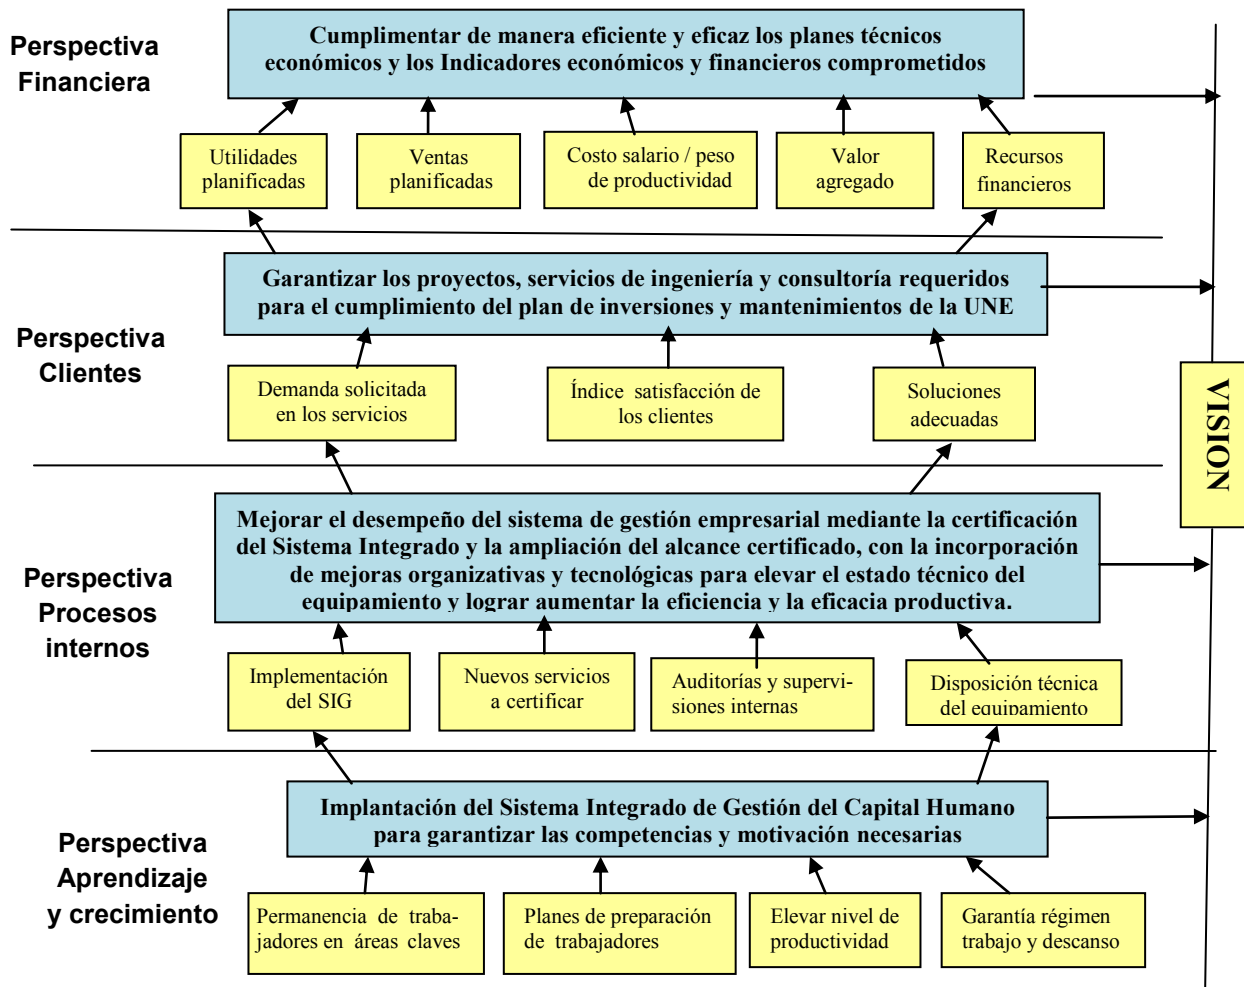 Perspectiva
Financiera
Cumplimentar de manera eficiente y eficaz los planes técnicos
económicos y los Indicadores económicos y financieros comprometidos
Utilidades
planificadas
Ventas
planificadas
Costo salario / peso
de productividad
Valor
agregado
Recursos
financieros
Perspectiva
Clientes
Garantizar los proyectos, servicios de ingeniería y consultoría requeridos
para el cumplimiento del plan de inversiones y mantenimientos de la UNE
Demanda solicitada
en los servicios
Índice satisfacción de
los clientes
Soluciones
adecuadas
VISION
Perspectiva
Procesos
internos
Mejorar el desempeño del sistema de gestión empresarial mediante la certificación
del Sistema Integrado y la ampliación del alcance certificado, con la incorporación
de mejoras organizativas y tecnológicas para elevar el estado técnico del
equipamiento y lograr aumentar la eficiencia y la eficacia productiva.
Implementación
del SIG
Nuevos servicios
a certificar
Auditorías y supervi-
siones internas
Disposición técnica
del equipamiento
Perspectiva
Aprendizaje
y crecimiento
Implantación del Sistema Integrado de Gestión del Capital Humano
para garantizar las competencias y motivación necesarias
Permanencia de traba-
jadores en áreas claves
Planes de preparación
de trabajadores
Elevar nivel de
productividad
Garantía régimen
trabajo y descanso